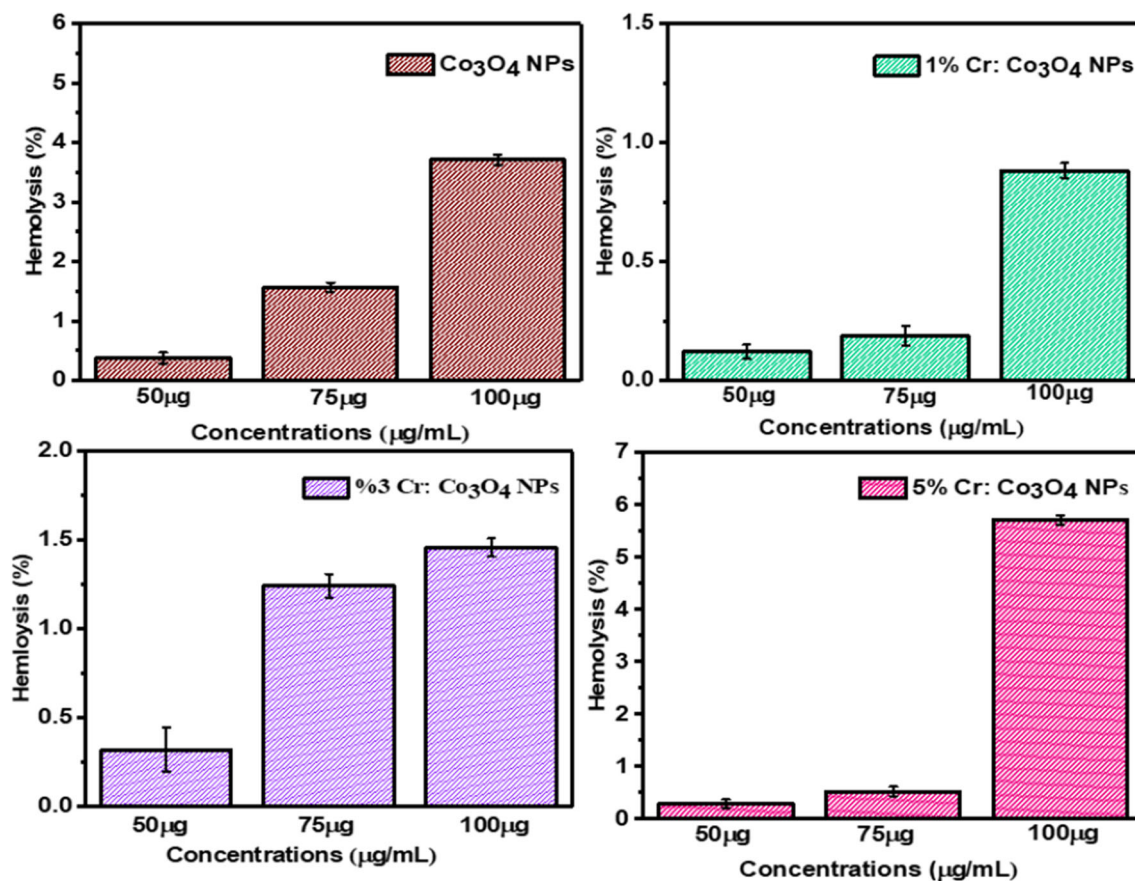 Co₃O₄ NPs
Hemolysis (%)
6
5
4
3
2
1
0
50µg 75µg 100µg
Concentrations (µg/mL)
1% Cr: Co₃O₄ NPs
Hemolysis (%)
1.5
1.0
0.5
0.0
50µg 75µg 100µg
Concentrations (µg/mL)
%3 Cr: Co₃O₄ NPs
Hemloysis (%)
2.0
1.5
1.0
0.5
0.0
50µg 75µg 100µg
Concentrations (µg/mL)
5% Cr: Co₃O₄ NPs
Hemolysis (%)
7
6
5
4
3
2
1
0
50µg 75µg 100µg
Concentrations (µg/mL)